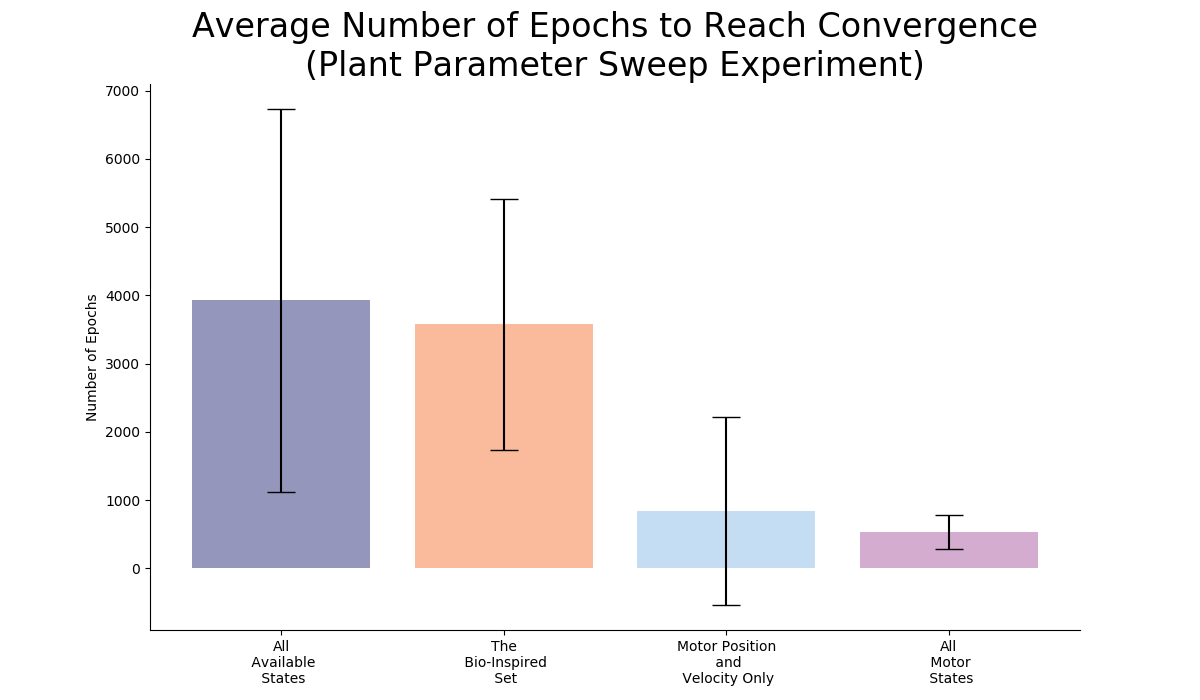 Average Number of Epochs to Reach Convergence
(Plant Parameter Sweep Experiment)
7000
6000
5000
4000
3000
2000
1000
0
Number of Epochs
All
Available
States
The
Bio-Inspired
Set
Motor Position
and
Velocity Only
All
Motor
States